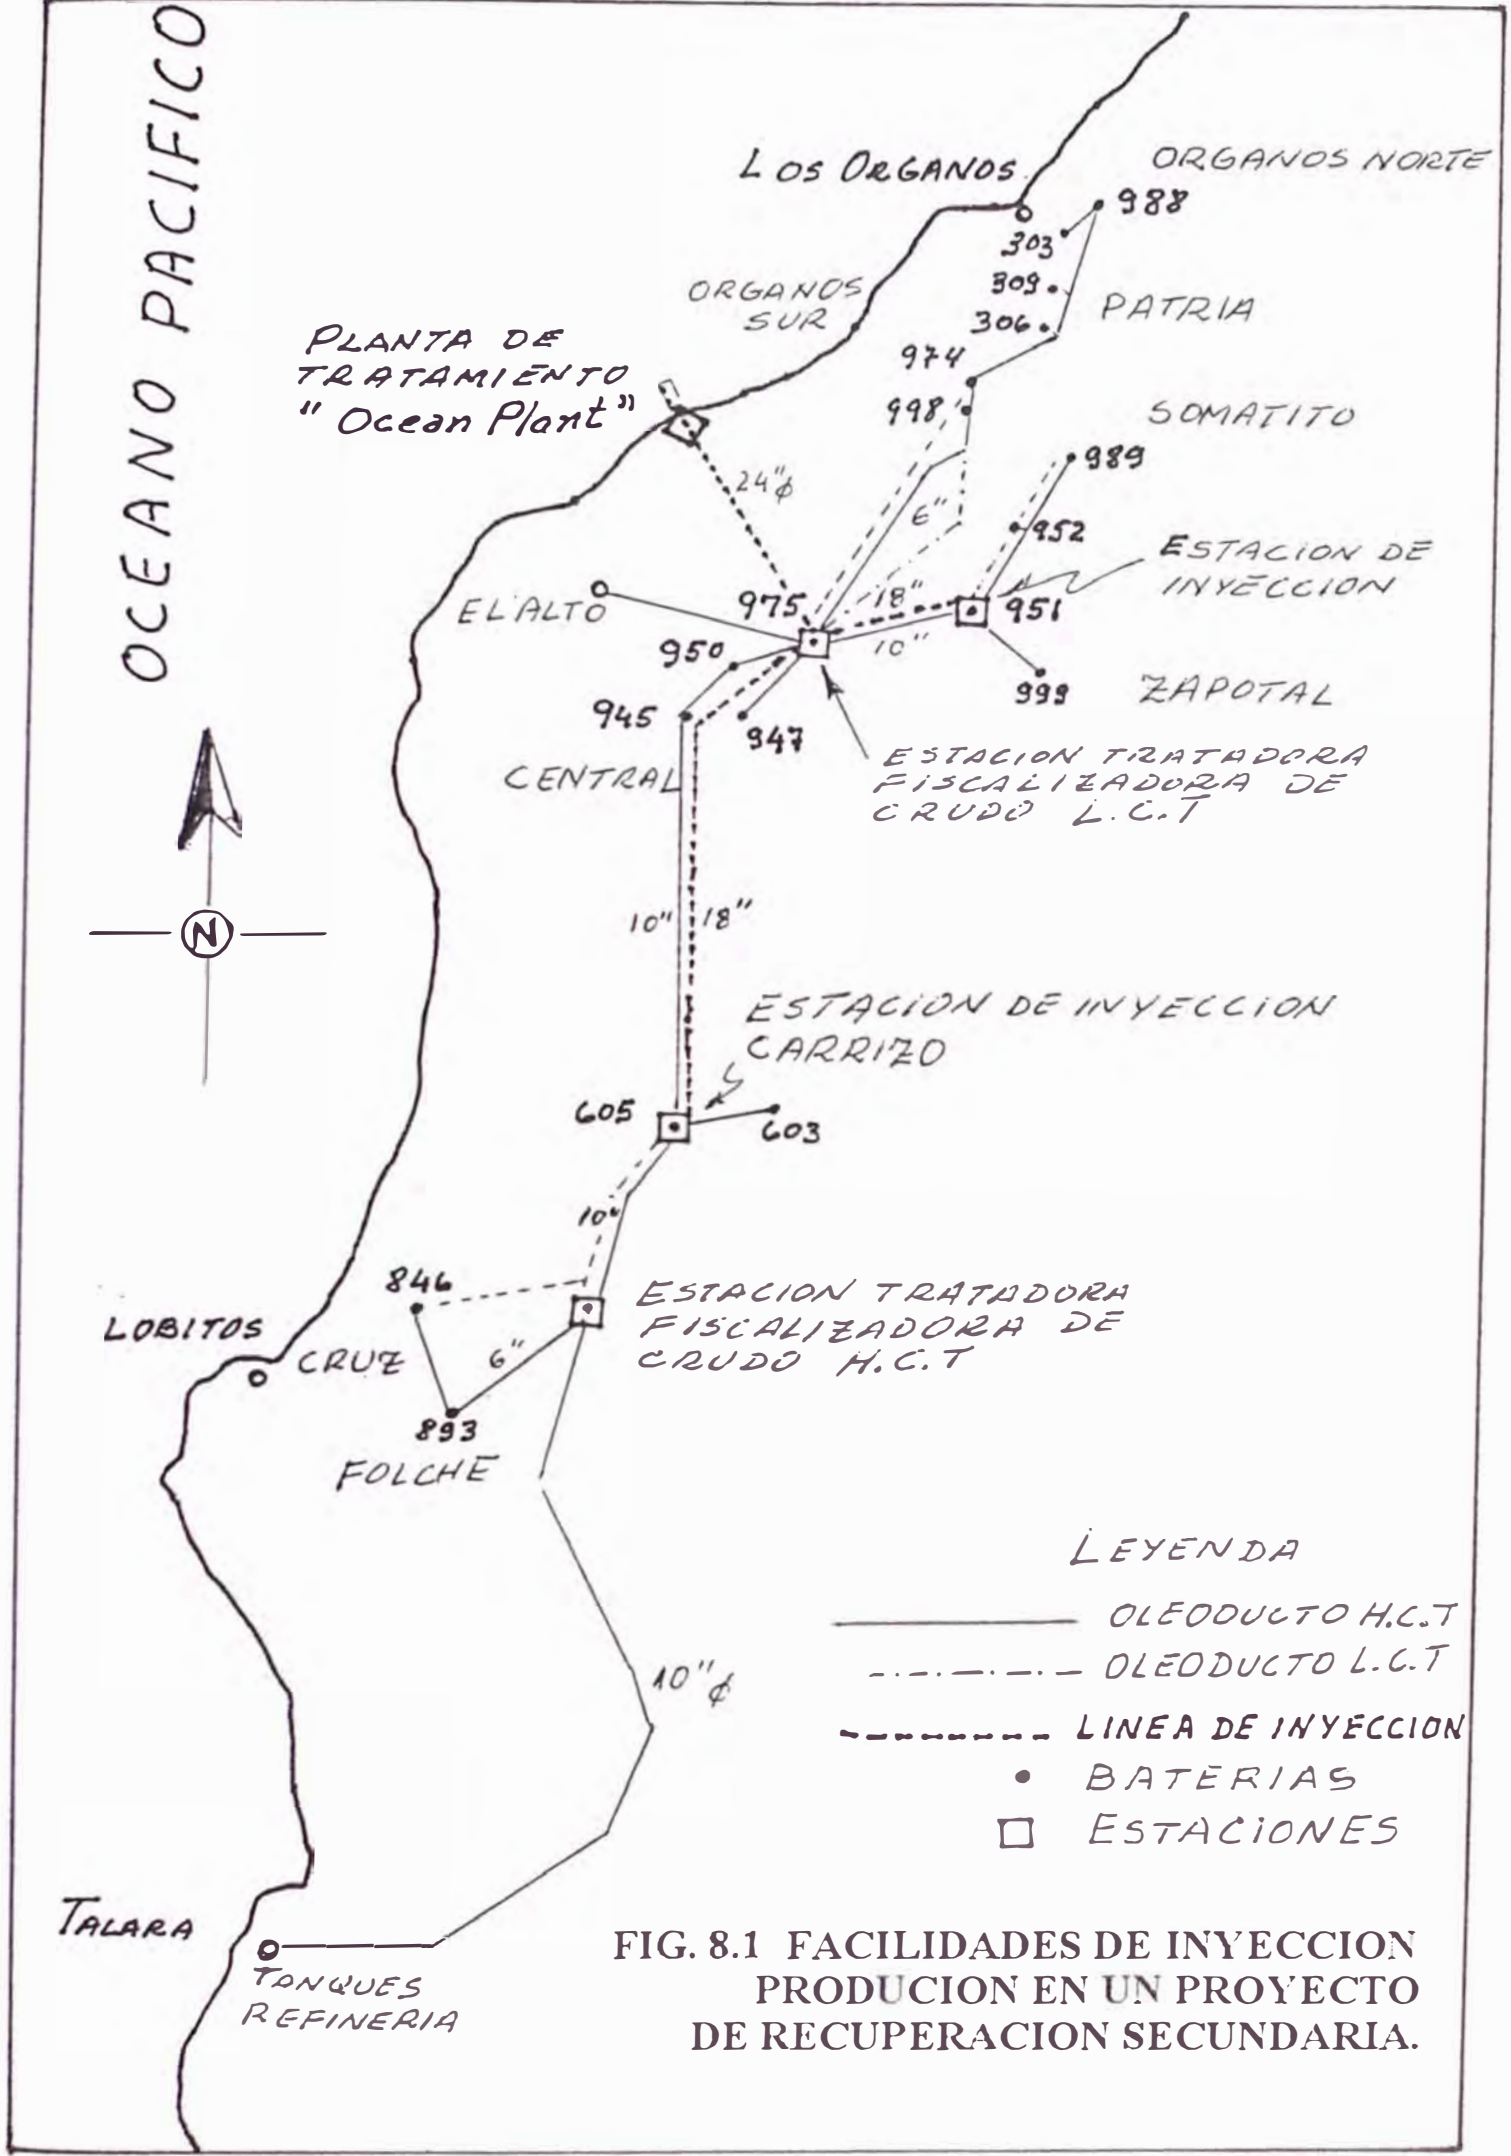 OCEANO PACIFICO
LOS ORGANOS
ORGANOS NORTE
988
303
309
306
PATRIA
ORGANOS
SUR
PLANTA DE
TRATAMIENTO
"Ocean Plant"
974
998
SOMATITO
989
24"φ
6"
952
ESTACION DE
INYECCION
EL ALTO
975
18"
951
10"
950
999
ZAPOTAL
945
947
CENTRAL
ESTACION TRATADORA
FISCALIZADORA DE
CRUDO L.C.T
N
10"
18"
ESTACION DE INYECCION
CARRIZO
605
603
10"
846
ESTACION TRATADORA
FISCALIZADORA DE
CRUDO H.C.T
LOBITOS
CRUZ
6"
893
FOLCHE
10"φ
LEYENDA
OLEODUCTO H.C.T
OLEODUCTO L.C.T
LINEA DE INYECCION
BATERIAS
ESTACIONES
TALARA
TANQUES
REFINERIA
FIG. 8.1 FACILIDADES DE INYECCION
PRODUCION EN UN PROYECTO
DE RECUPERACION SECUNDARIA.